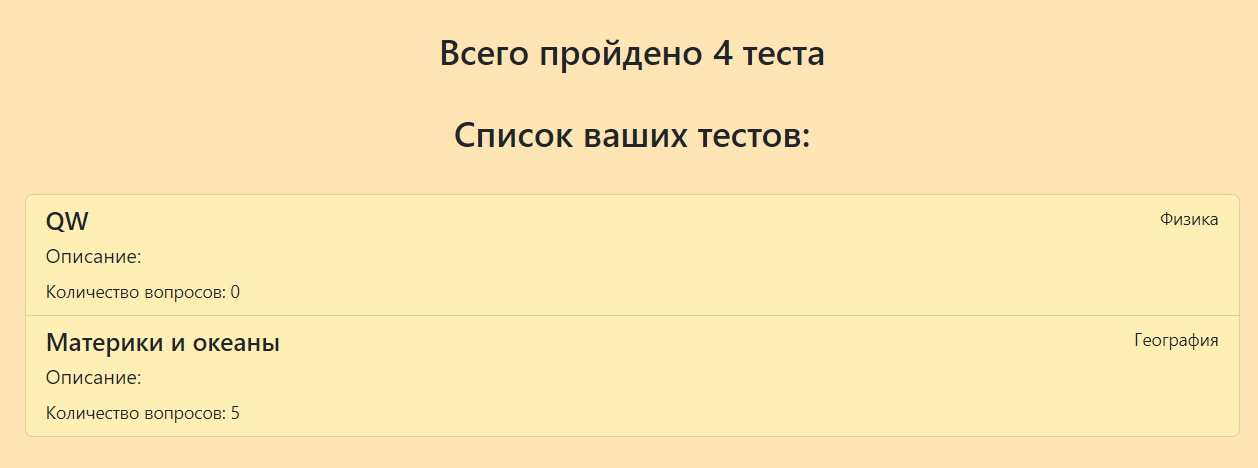 Всего пройдено 4 теста
Список ваших тестов:
QW
Физика
Описание:
Количество вопросов: 0
Материки и океаны
География
Описание:
Количество вопросов: 5